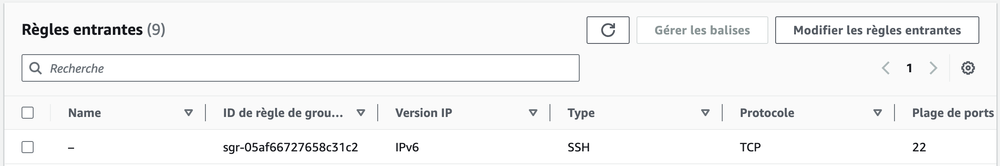 Règles entrantes (9)
Gérer les balises
Modifier les règles entrantes
Recherche
1
Name
ID de règle de grou...
Version IP
Type
Protocole
Plage de ports
– sgr-05af66727658c31c2 IPv6 SSH TCP 22